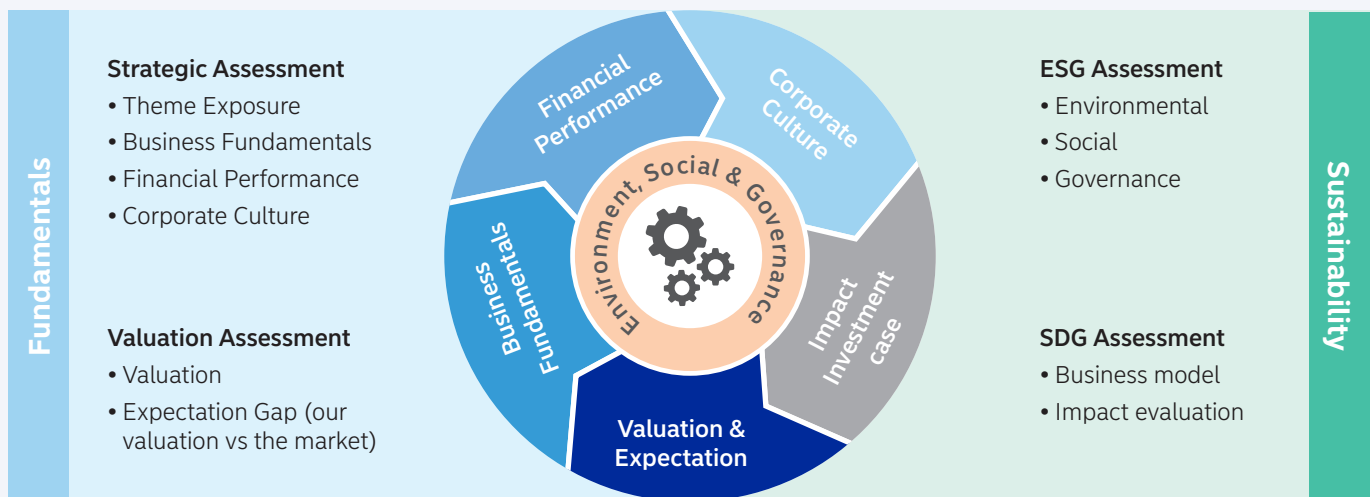 Fundamentals
Strategic Assessment
• Theme Exposure
• Business Fundamentals
• Financial Performance
• Corporate Culture
Valuation Assessment
• Valuation
• Expectation Gap (our
valuation vs the market)
Financial
Performance
Corporate
Culture
Business
Fundamentals
Environment, Social & Governance
Impact
Investment
case
Valuation &
Expectation
ESG Assessment
• Environmental
• Social
• Governance
SDG Assessment
• Business model
• Impact evaluation
Sustainability